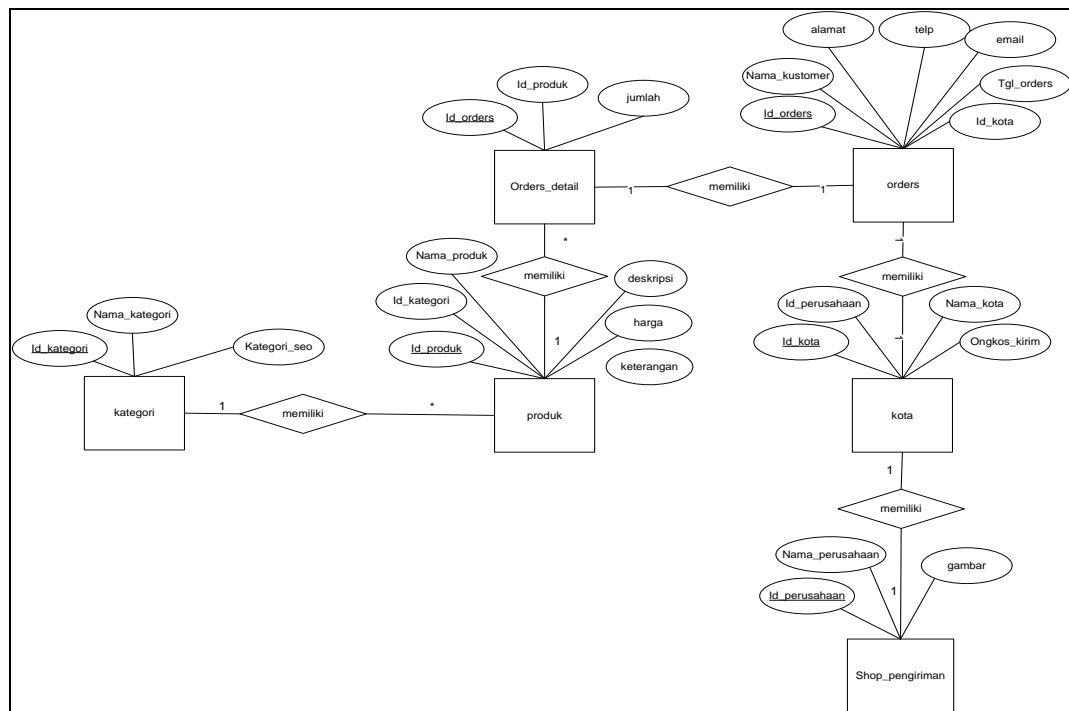 alamat
telp
email
Nama_kustomer
Tgl_orders
Id_orders
Id_kota
Id_produk
jumlah
Id_orders
Orders_detail
1
memiliki
1
orders
*
memiliki
1
1
memiliki
1
Nama_produk
deskripsi
Id_kategori
harga
Id_produk
keterangan
Id_perusahaan
Nama_kota
Id_kota
Ongkos_kirim
Nama_kategori
Id_kategori
Kategori_seo
kategori
1
memiliki
*
produk
kota
1
memiliki
1
Nama_perusahaan
gambar
Id_perusahaan
Shop_pengiriman